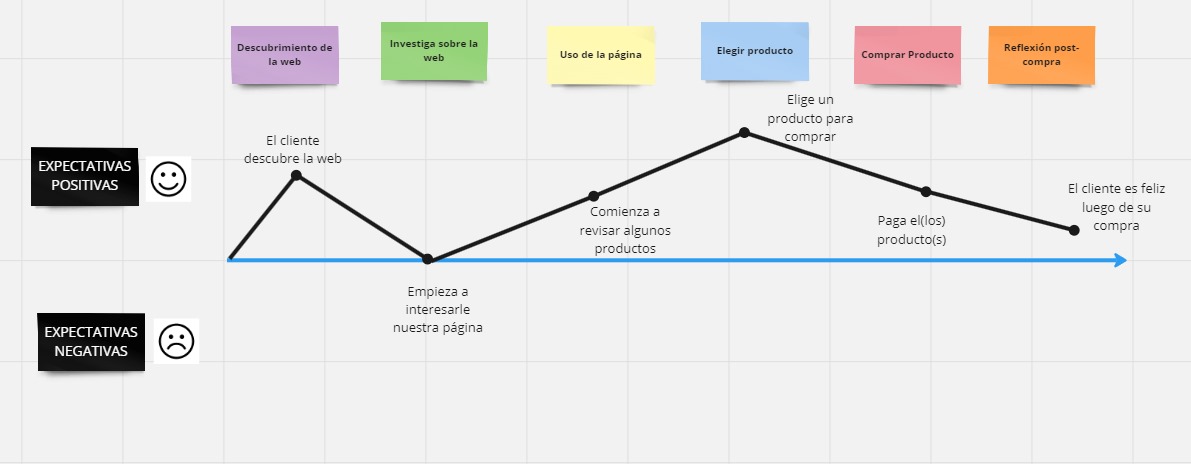 Descubrimiento de
la web
Investiga sobre la
web
Uso de la página
Elegir producto
Comprar Producto
Reflexión post-
compra
Elige un
producto para
comprar
El cliente
descubre la web
EXPECTATIVAS
POSITIVAS
El cliente es feliz
luego de su
compra
Comienza a
revisar algunos
productos
Paga el(los)
producto(s)
Empieza a
interesarle
nuestra página
EXPECTATIVAS
NEGATIVAS